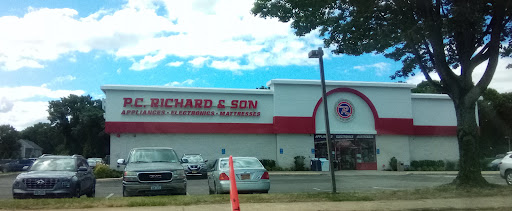 P.C. RICHARD & SON
APPLIANCES • ELECTRONICS • MATTRESSES